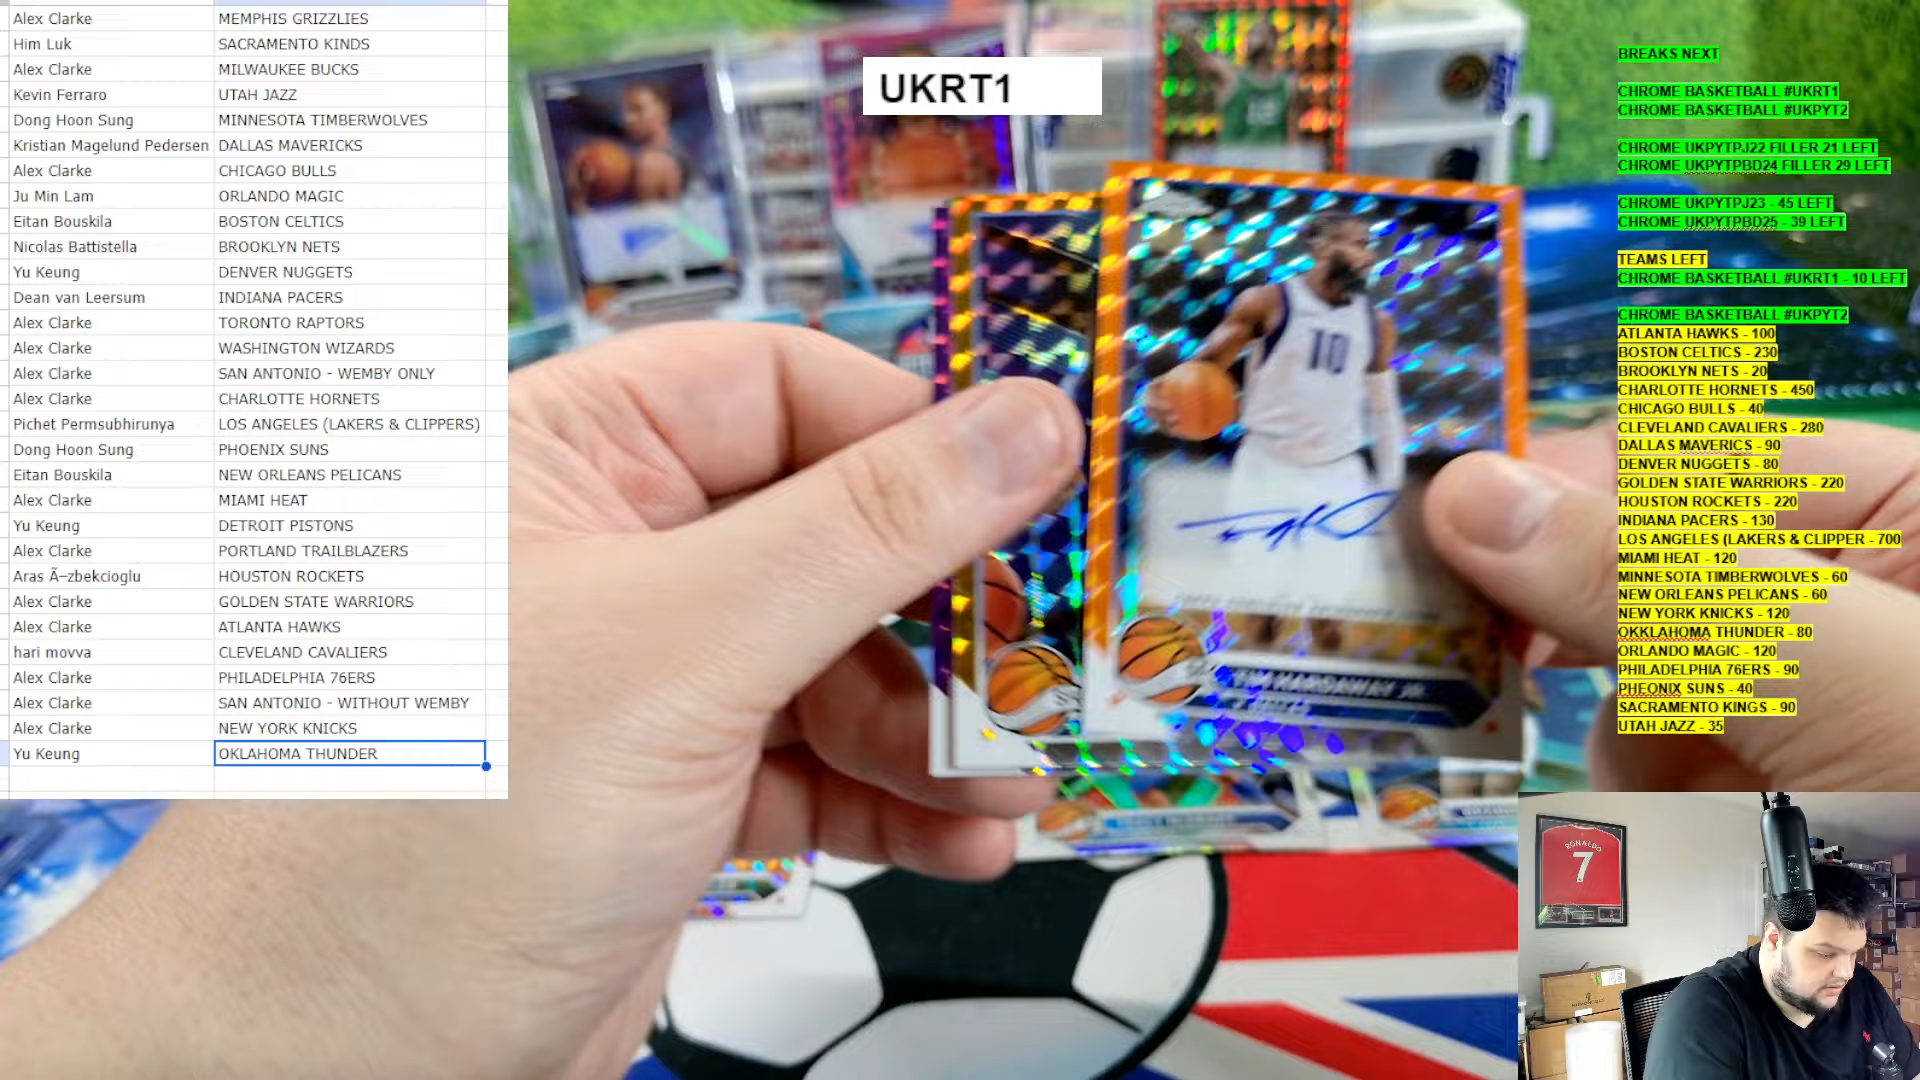 Alex Clarke MEMPHIS GRIZZLIES
Him Luk SACRAMENTO KINDS
Alex Clarke MILWAUKEE BUCKS
Kevin Ferraro UTAH JAZZ
Dong Hoon Sung MINNESOTA TIMBERWOLVES
Kristian Magelund Pedersen DALLAS MAVERICKS
Alex Clarke CHICAGO BULLS
Ju Min Lam ORLANDO MAGIC
Eitan Bouskila BOSTON CELTICS
Nicolas Battistella BROOKLYN NETS
Yu Keung DENVER NUGGETS
Dean van Leersum INDIANA PACERS
Alex Clarke TORONTO RAPTORS
Alex Clarke WASHINGTON WIZARDS
Alex Clarke SAN ANTONIO - WEMBY ONLY
Alex Clarke CHARLOTTE HORNETS
Pichet Permsubhirunya LOS ANGELES (LAKERS & CLIPPERS)
Dong Hoon Sung PHOENIX SUNS
Eitan Bouskila NEW ORLEANS PELICANS
Alex Clarke MIAMI HEAT
Yu Keung DETROIT PISTONS
Alex Clarke PORTLAND TRAILBLAZERS
Aras Ã–zbekcioglu HOUSTON ROCKETS
Alex Clarke GOLDEN STATE WARRIORS
Alex Clarke ATLANTA HAWKS
hari movva CLEVELAND CAVALIERS
Alex Clarke PHILADELPHIA 76ERS
Alex Clarke SAN ANTONIO - WITHOUT WEMBY
Alex Clarke NEW YORK KNICKS
Yu Keung OKLAHOMA THUNDER
UKRT1
10
HARDAWAY JR.
BREAKS NEXT
CHROME BASKETBALL #UKRT1
CHROME BASKETBALL #UKPYT2
CHROME UKPYTPJ22 FILLER 21 LEFT
CHROME UKPYTPBD24 FILLER 29 LEFT
CHROME UKPYTPJ23 - 45 LEFT
CHROME UKPYTPBD25 - 39 LEFT
TEAMS LEFT
CHROME BASKETBALL #UKRT1 - 10 LEFT
CHROME BASKETBALL #UKPYT2
ATLANTA HAWKS - 100
BOSTON CELTICS - 230
BROOKLYN NETS - 20
CHARLOTTE HORNETS - 450
CHICAGO BULLS - 40
CLEVELAND CAVALIERS - 280
DALLAS MAVERICS - 90
DENVER NUGGETS - 80
GOLDEN STATE WARRIORS - 220
HOUSTON ROCKETS - 220
INDIANA PACERS - 130
LOS ANGELES (LAKERS & CLIPPER - 700
MIAMI HEAT - 120
MINNESOTA TIMBERWOLVES - 60
NEW ORLEANS PELICANS - 60
NEW YORK KNICKS - 120
OKKLAHOMA THUNDER - 80
ORLANDO MAGIC - 120
PHILADELPHIA 76ERS - 90
PHEONIX SUNS - 40
SACRAMENTO KINGS - 90
UTAH JAZZ - 35
RONALDO
7